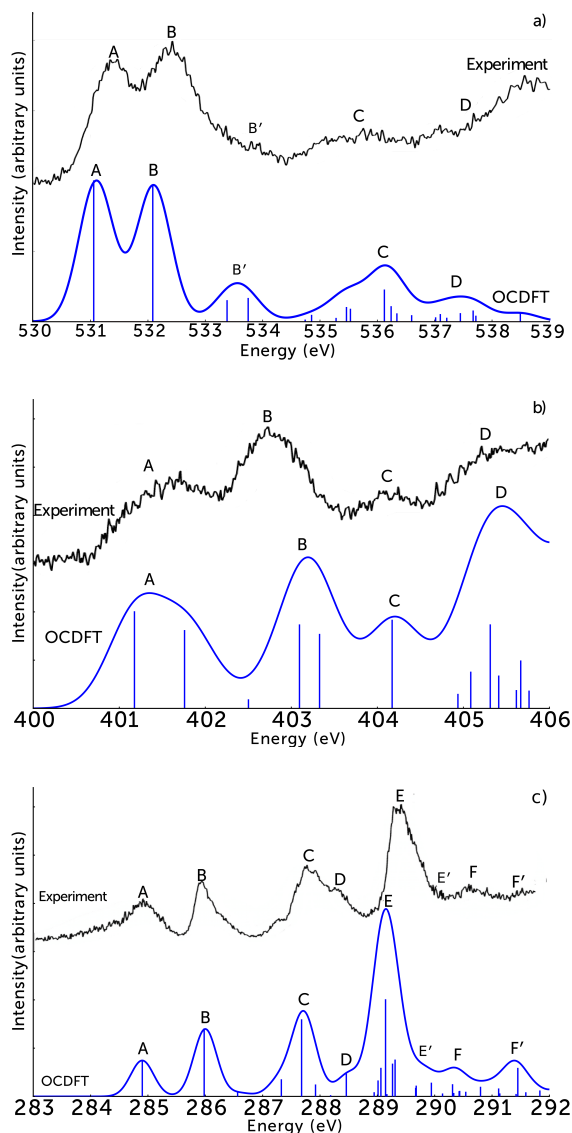 a)
Intensity (arbitrary units)
A
B
B′
C
D
Experiment
A
B
B′
C
D
OCDFT
530 531 532 533 534 535 536 537 538 539
Energy (eV)
b)
Intensity(arbitrary units)
A
B
C
D
Experiment
A
B
C
D
OCDFT
400 401 402 403 404 405 406
Energy (eV)
c)
Intensity(arbitrary units)
A
B
C
D
E
E′
F
F′
Experiment
A
B
C
D
E
E′
F
F′
OCDFT
283 284 285 286 287 288 289 290 291 292
Energy (eV)